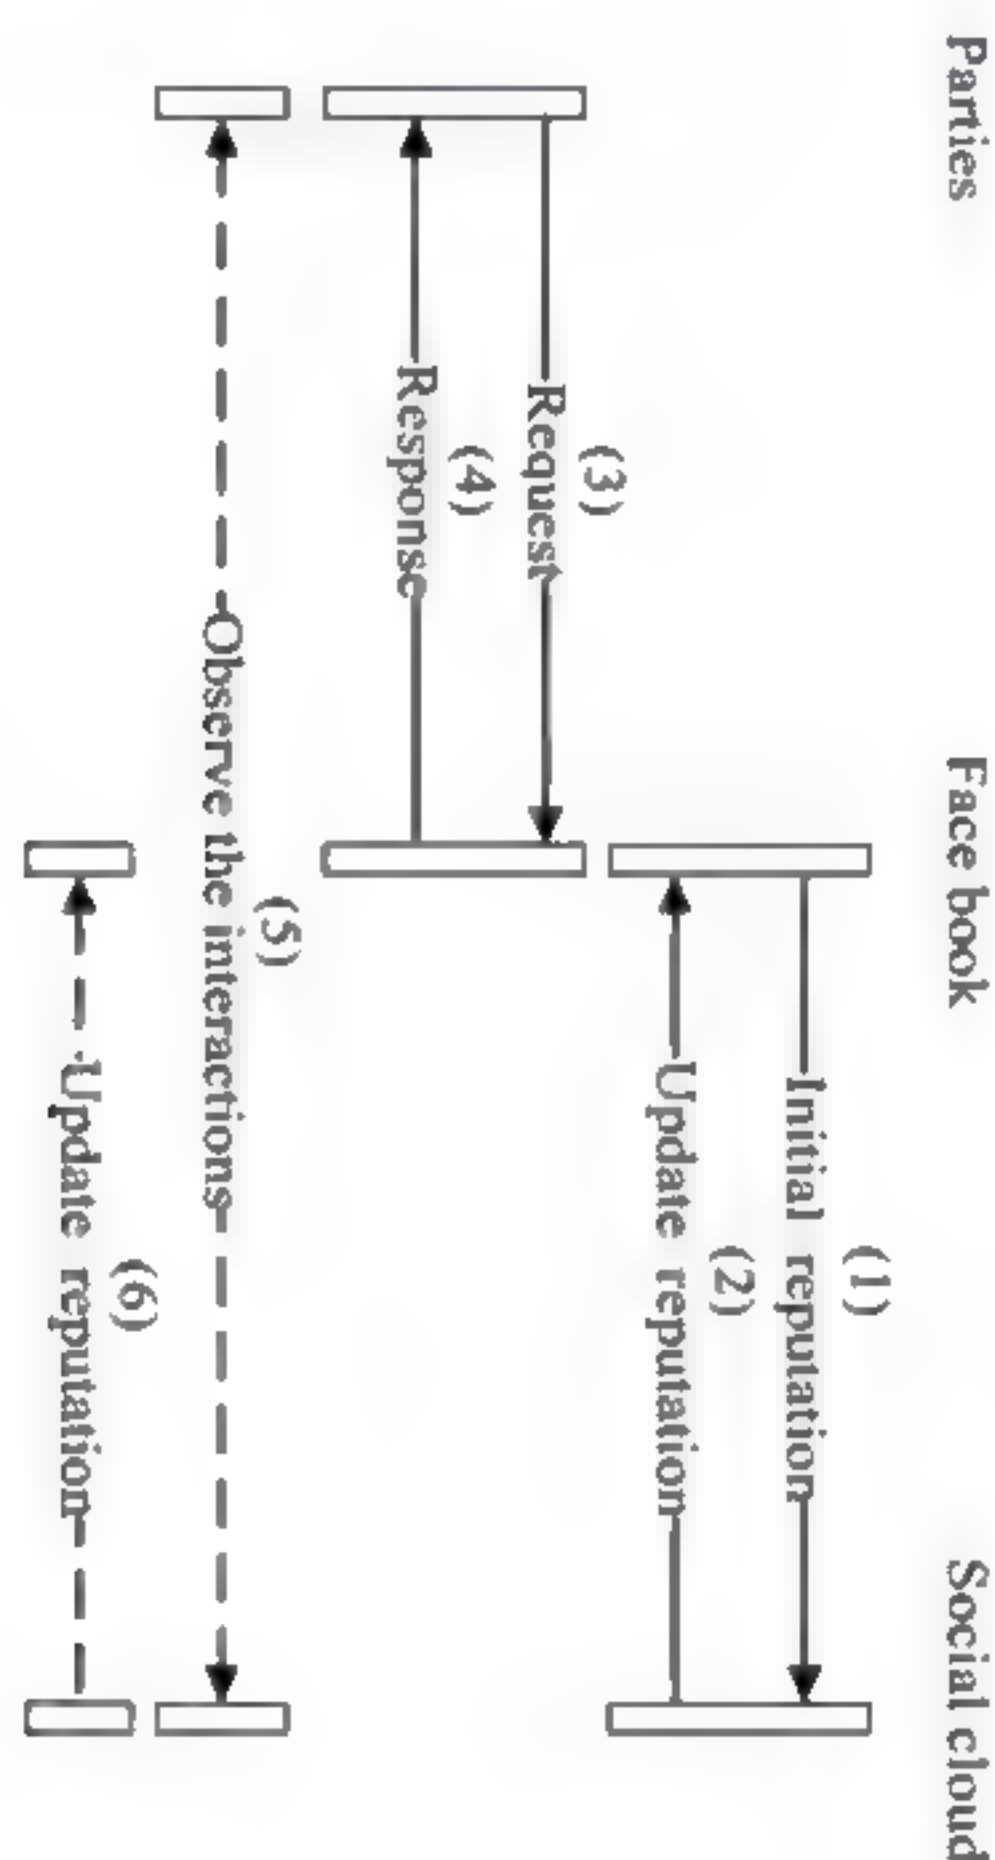 Parties
Face book
Social cloud
(1)
Initial reputation
(2)
Update reputation
(3)
Request
(4)
Response
(5)
Observe the interactions
(6)
Update reputation